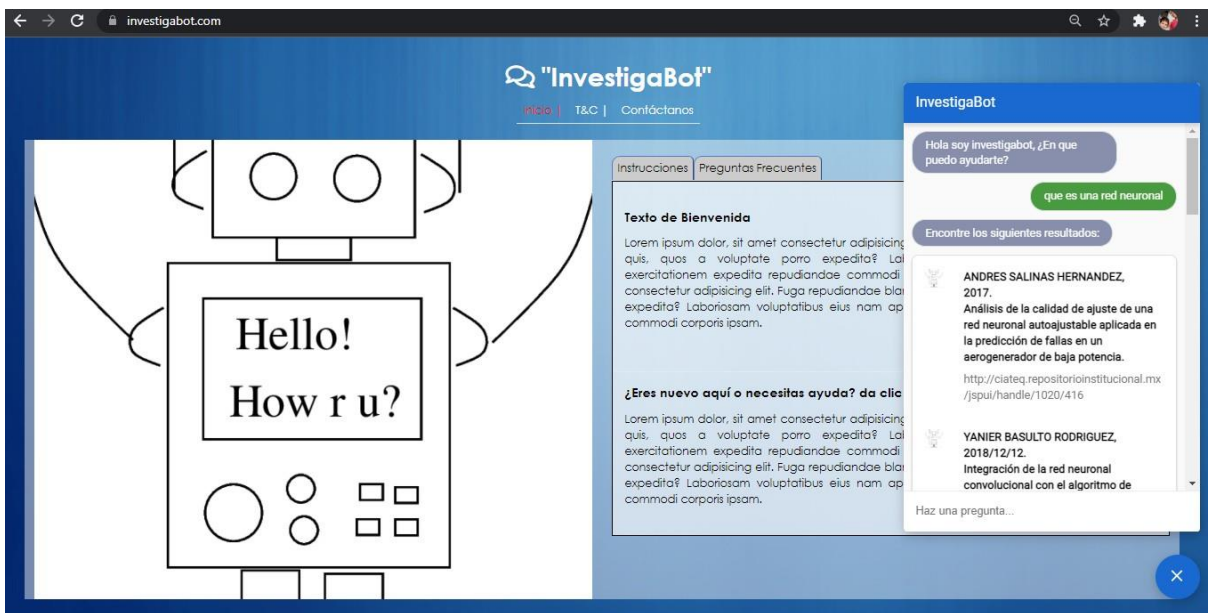 investigabot.com
"InvestigaBot"
Inicio | T&C | Contáctanos
Hello!
How r u?
Instrucciones
Preguntas Frecuentes
Texto de Bienvenida
Lorem ipsum dolor, sit amet consectetur adipisicing
quis, quos a voluptate porro expedita?
exercitationem expedita repudiandae commodi
consectetur adipisicing elit. Fuga repudiandae
expedita? Laboriosam voluptatibus eius nam
commodi corporis ipsam.
¿Eres nuevo aquí o necesitas ayuda? da clic
Lorem ipsum dolor, sit amet consectetur adipisicing
quis, quos a voluptate porro expedita?
exercitationem expedita repudiandae commodi
consectetur adipisicing elit. Fuga repudiandae
expedita? Laboriosam voluptatibus eius nam
commodi corporis ipsam.
InvestigaBot
Hola soy investigabot, ¿En que
puedo ayudarte?
que es una red neuronal
Encontre los siguientes resultados:
ANDRES SALINAS HERNANDEZ,
2017.
Análisis de la calidad de ajuste de una
red neuronal autoajustable aplicada en
la predicción de fallas en un
aerogenerador de baja potencia.
http://ciateq.repositorioinstitucional.mx
/jspui/handle/1020/416
YANIER BASULTO RODRIGUEZ,
2018/12/12.
Integración de la red neuronal
convolucional con el algoritmo de
Haz una pregunta...